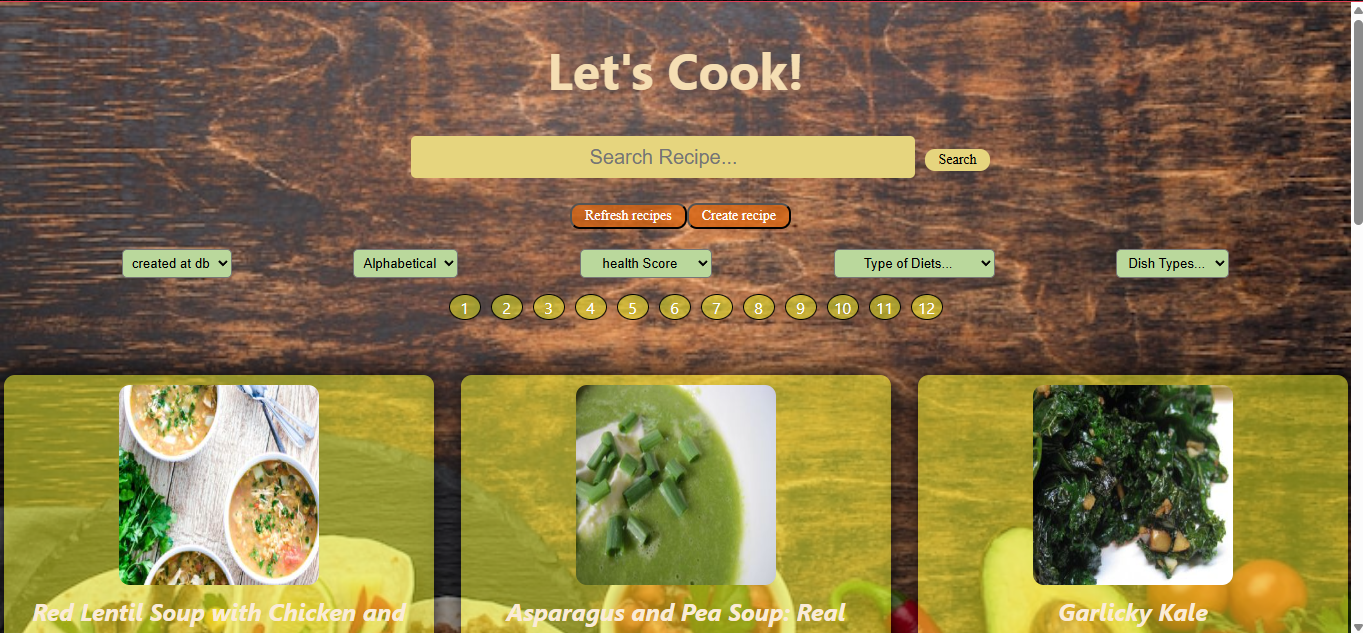 Let's Cook!
Search Recipe...
Search
Refresh recipes
Create recipe
created at db
Alphabetical
health Score
Type of Diets...
Dish Types...
1 2 3 4 5 6 7 8 9 10 11 12
Red Lentil Soup with Chicken and
Asparagus and Pea Soup: Real
Garlicky Kale